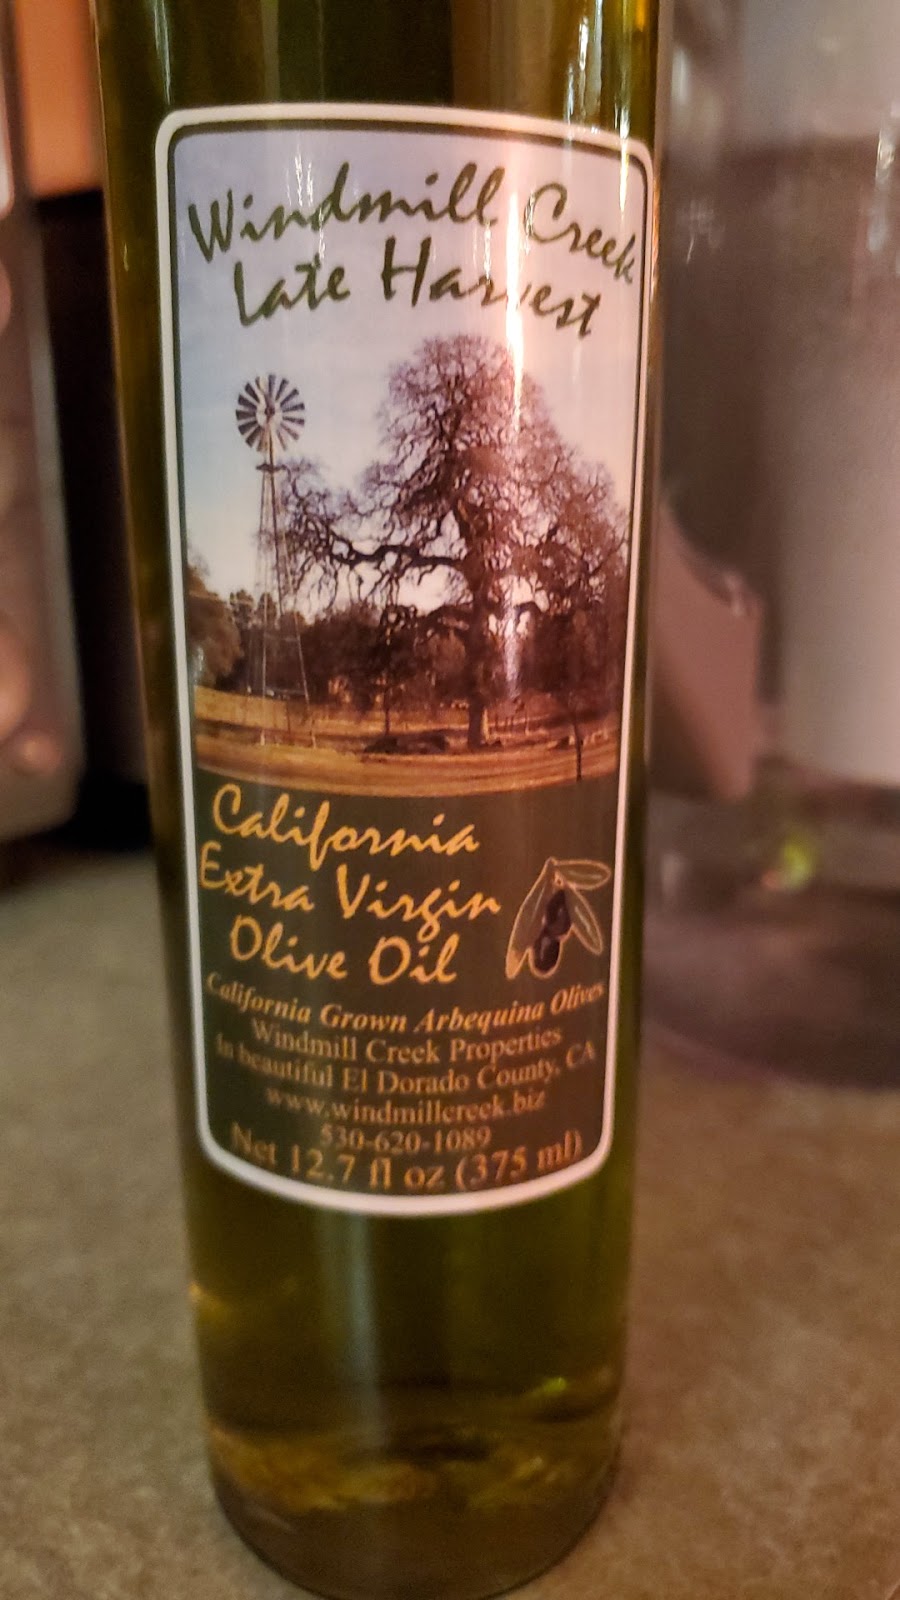 Windmill Creek
Late Harvest
California
Extra Virgin
Olive Oil
California Grown Arbequina Olives
Windmill Creek Properties
In beautiful El Dorado County, CA
www.windmillcreek.biz
530-620-1089
Net 12.7 fl oz (375 ml)